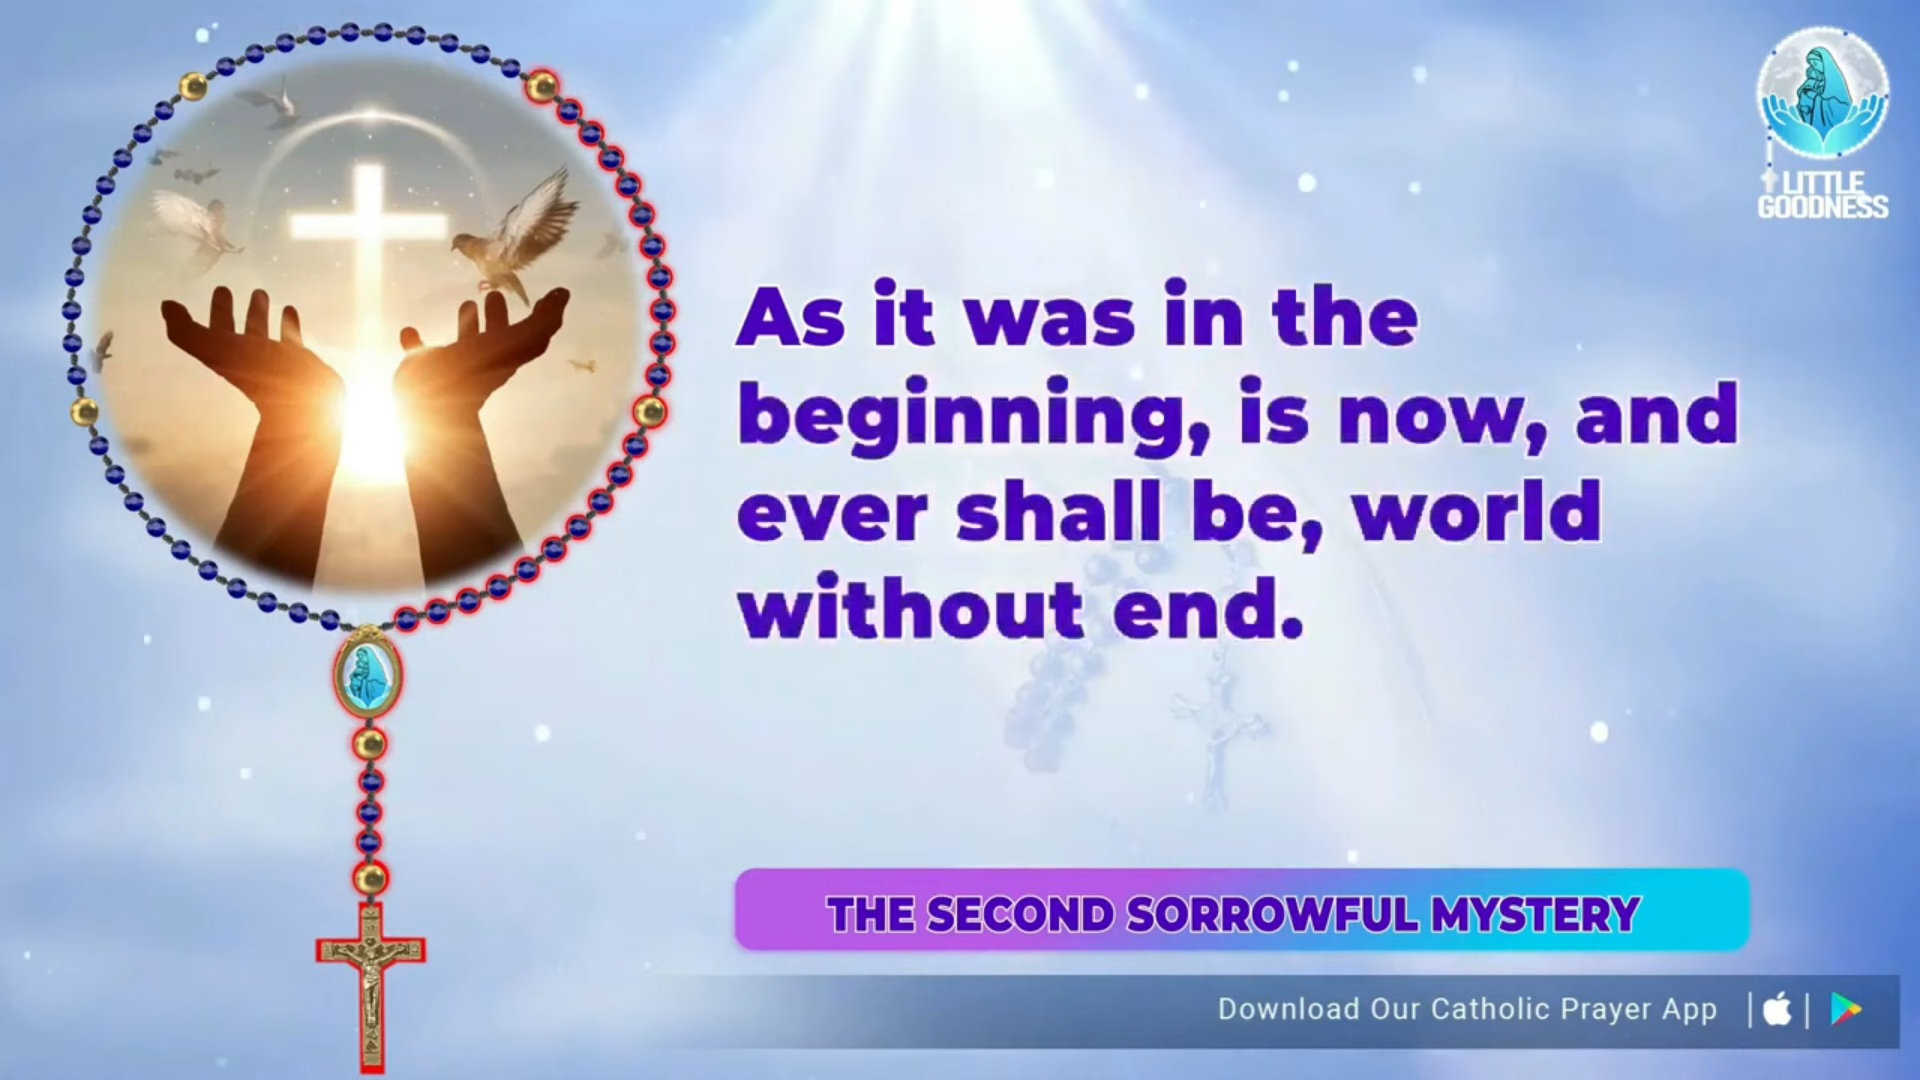 LITTLE
GOODNESS
As it was in the
beginning, is now, and
ever shall be, world
without end.
THE SECOND SORROWFUL MYSTERY
Download Our Catholic Prayer App